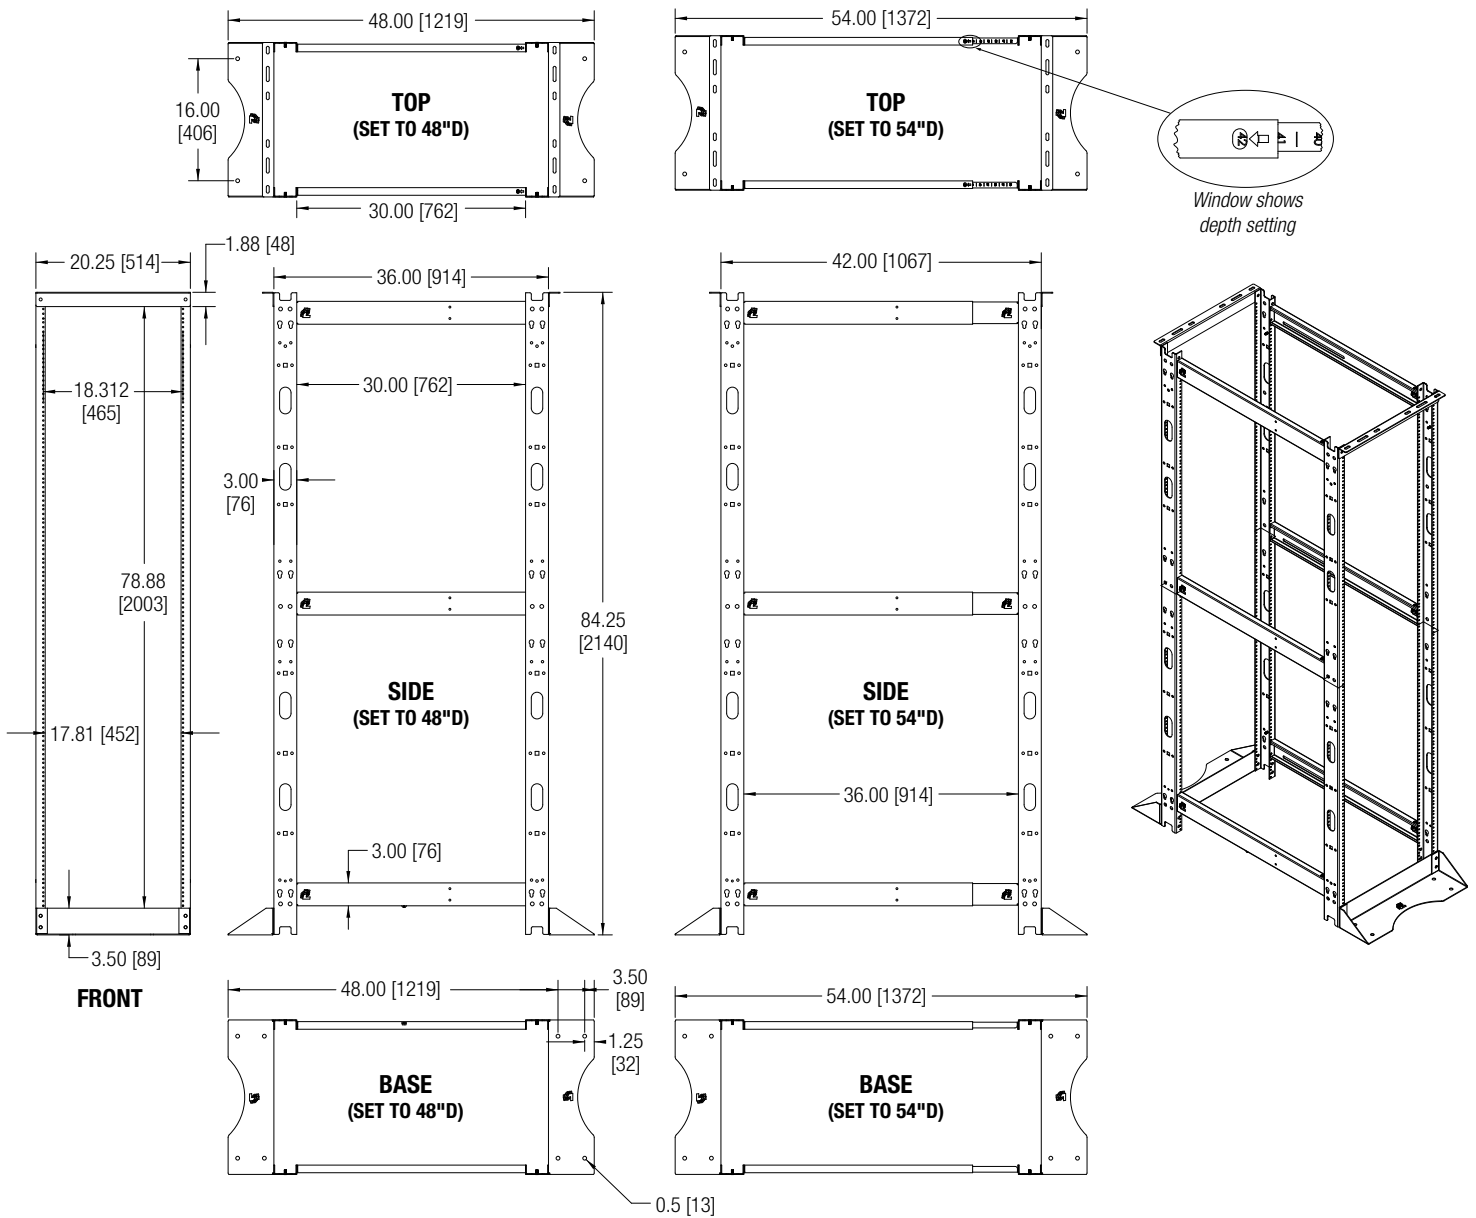 48.00 [1219]
54.00 [1372]
16.00
[406]
TOP
(SET TO 48"D)
TOP
(SET TO 54"D)
42
41
40
30.00 [762]
Window shows
depth setting
1.88 [48]
20.25 [514]
36.00 [914]
42.00 [1067]
18.312
[465]
30.00 [762]
3.00
[76]
78.88
[2003]
84.25
[2140]
SIDE
(SET TO 48"D)
SIDE
(SET TO 54"D)
17.81 [452]
36.00 [914]
3.00 [76]
3.50 [89]
FRONT
48.00 [1219]
3.50
[89]
54.00 [1372]
1.25
[32]
BASE
(SET TO 48"D)
BASE
(SET TO 54"D)
0.5 [13]